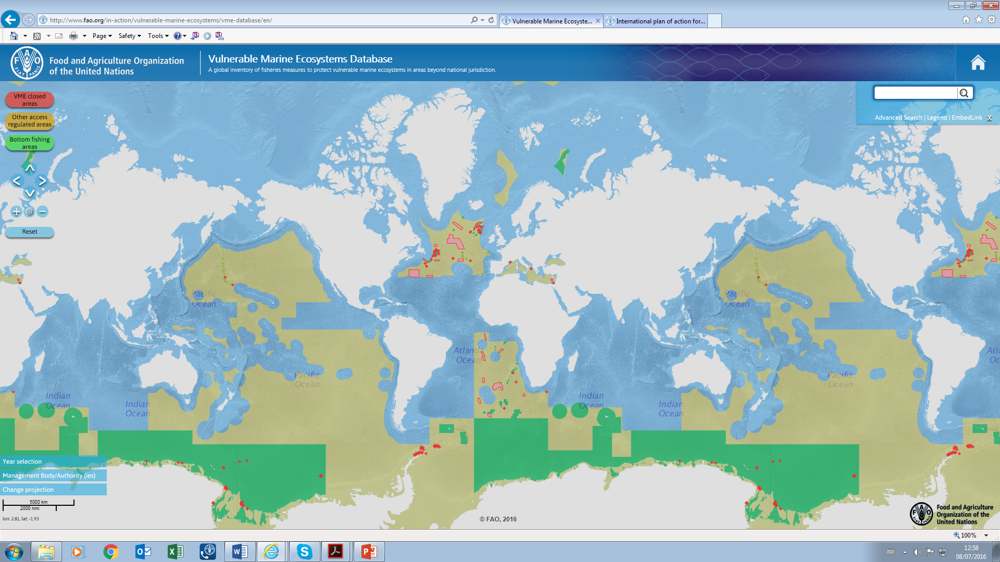 http://www.fao.org/in-action/vulnerable-marine-ecosystems/vme-database/en/
Vulnerable Marine Ecosyste...
International plan of action for...
Page
Safety
Tools
FAO
FIAT PANIS
Food and Agriculture Organization
of the United Nations
Vulnerable Marine Ecosystems Database
A global inventory of fisheries measures to protect vulnerable marine ecosystems in areas beyond national jurisdiction.
VME closed
areas
Other access
regulated areas
Bottom fishing
areas
Reset
Advanced Search | Legend | EmbedLink X
Pacific
Ocean
Pacific
Ocean
Atlantic
Ocean
Atl
Oc
Pacific
Ocean
Pacific
Ocean
Indian
Ocean
Indian
Ocean
Indian
Ocean
Indian
Ocean
Year selection
Management Body/Authority (ies)
Change projection
5000 km
2000 nmi
lon: 2.81, lat: -1.93
© FAO, 2016
FAO
FIAT PANIS
Food and Agriculture
Organization of the
United Nations
100%
12:58
08/07/2016